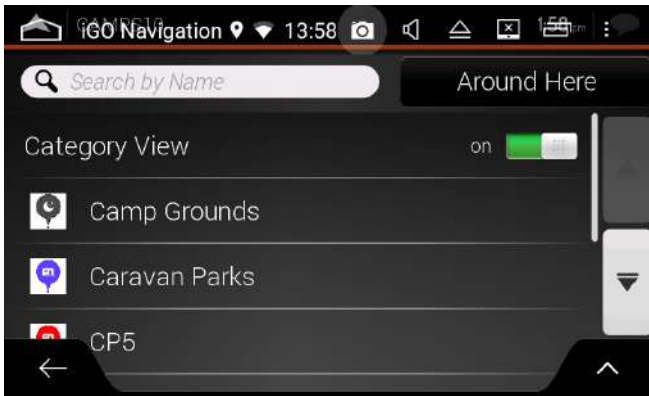 iGO Navigation 13:58
Search by Name
Around Here
Category View on
Camp Grounds
Caravan Parks
CP5